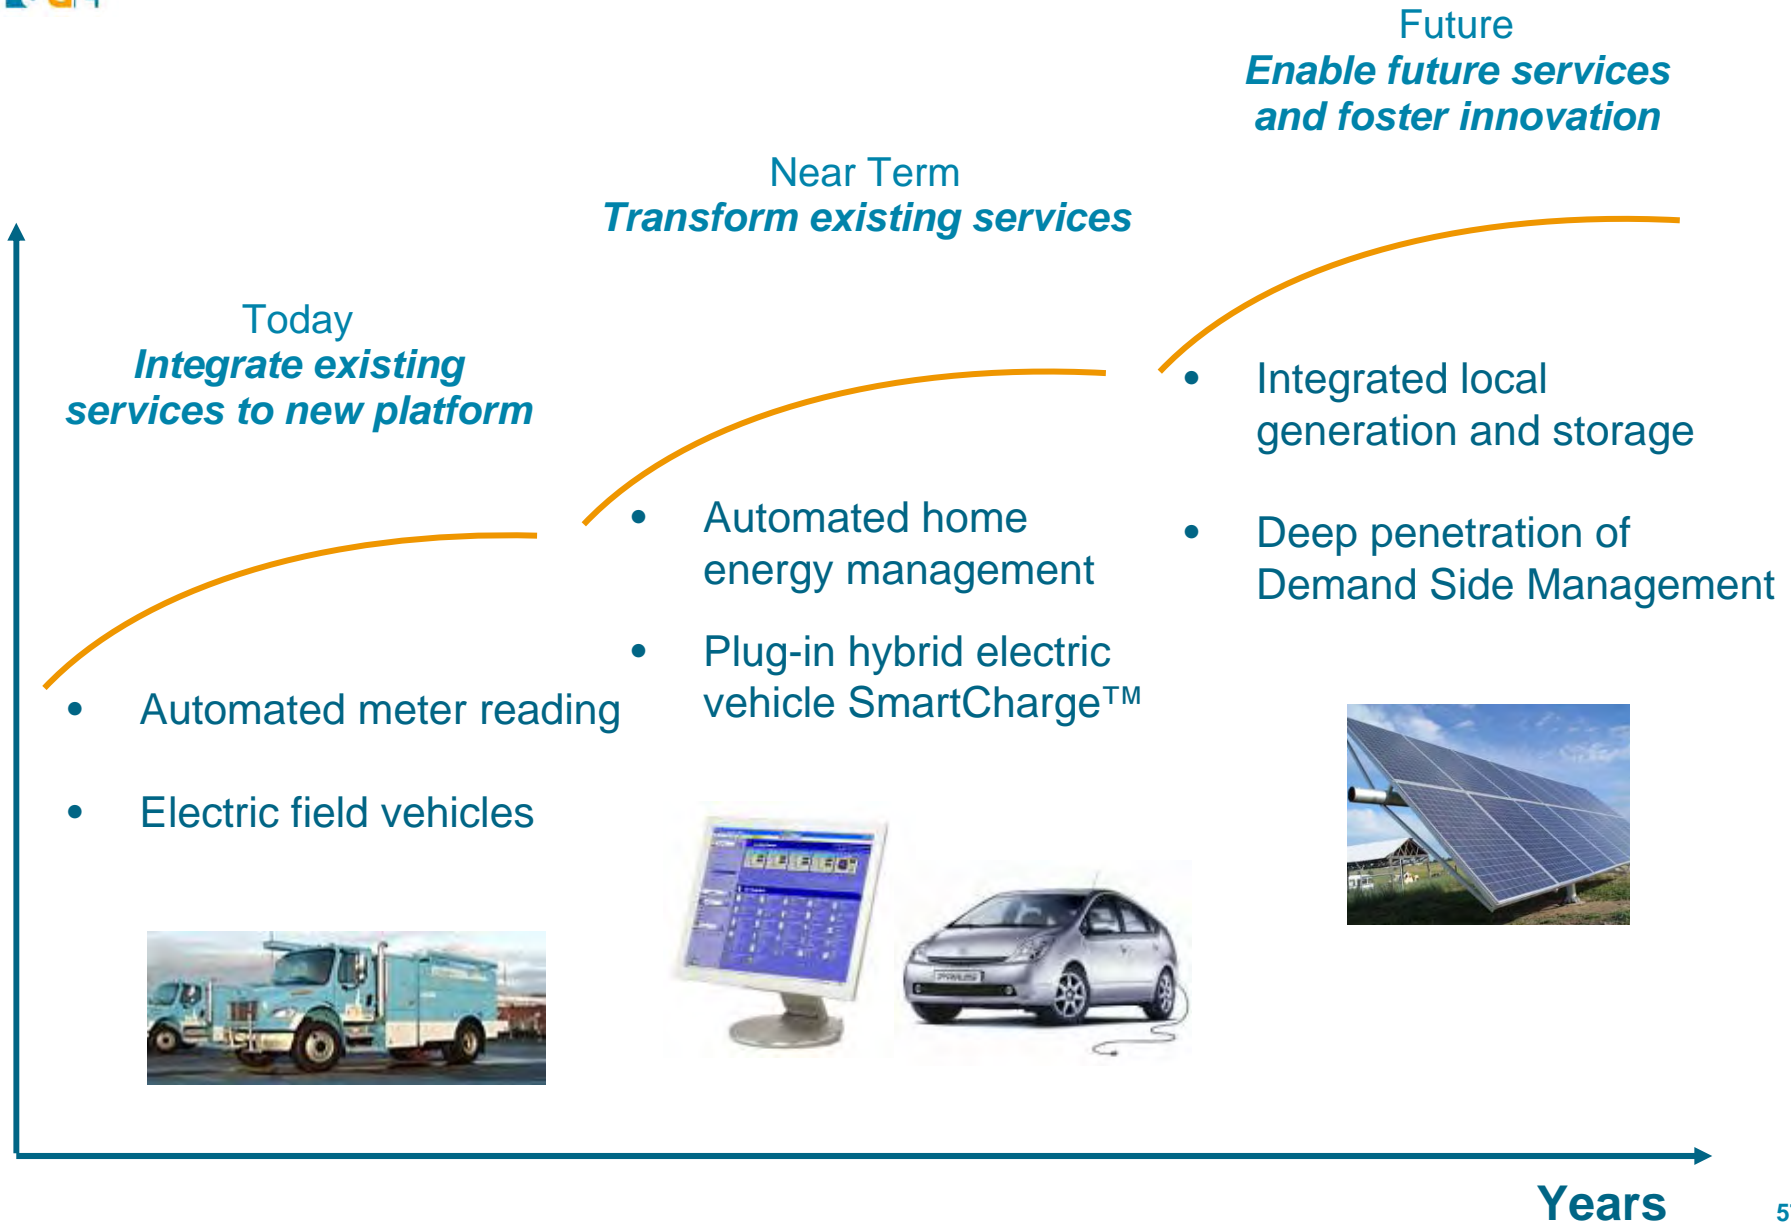 Future
Enable future services
and foster innovation
Near Term
Transform existing services
Today
Integrate existing
services to new platform
• Integrated local
generation and storage
• Deep penetration of
Demand Side Management
• Automated home
energy management
• Plug-in hybrid electric
vehicle SmartCharge™
• Automated meter reading
• Electric field vehicles
Years